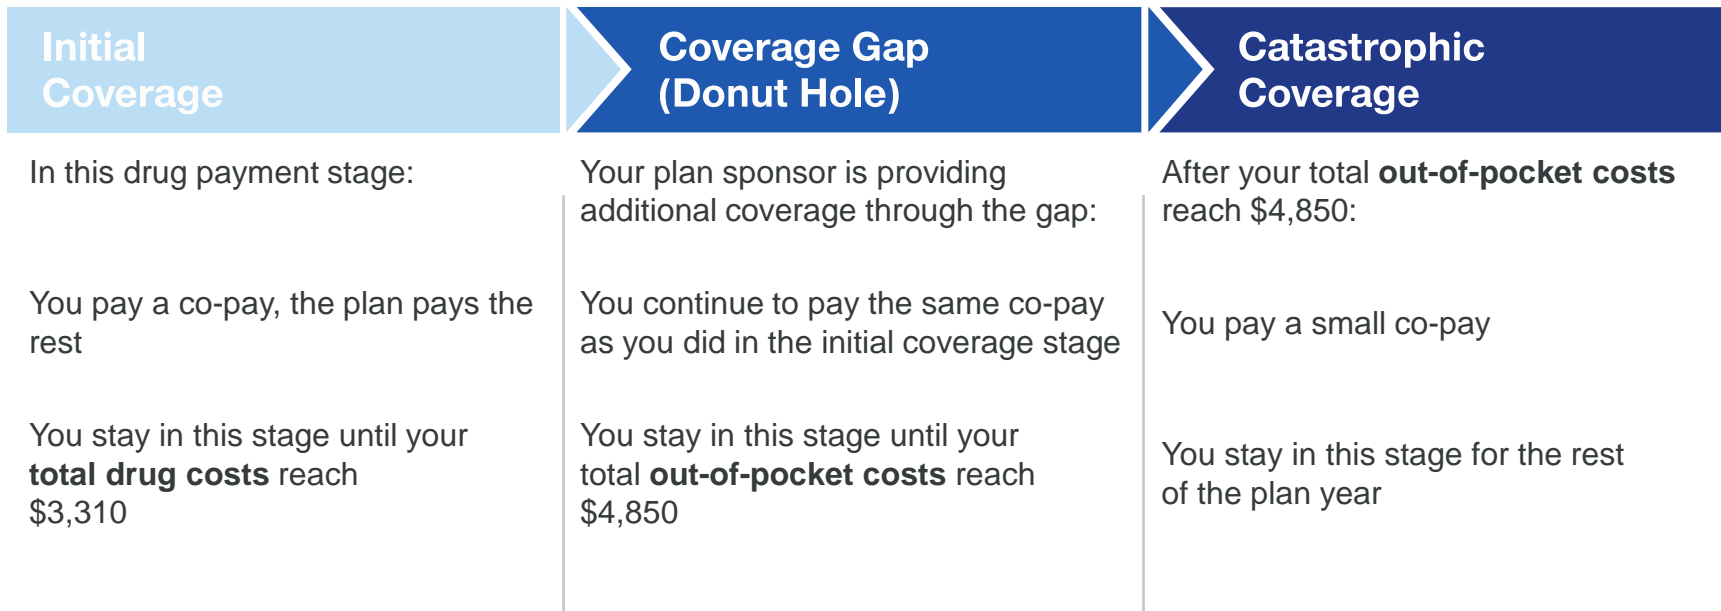 Initial
Coverage
Coverage Gap
(Donut Hole)
Catastrophic
Coverage
In this drug payment stage:
You pay a co-pay, the plan pays the
rest
You stay in this stage until your
total drug costs reach
$3,310
Your plan sponsor is providing
additional coverage through the gap:
You continue to pay the same co-pay
as you did in the initial coverage stage
You stay in this stage until your
total out-of-pocket costs reach
$4,850
After your total out-of-pocket costs
reach $4,850:
You pay a small co-pay
You stay in this stage for the rest
of the plan year